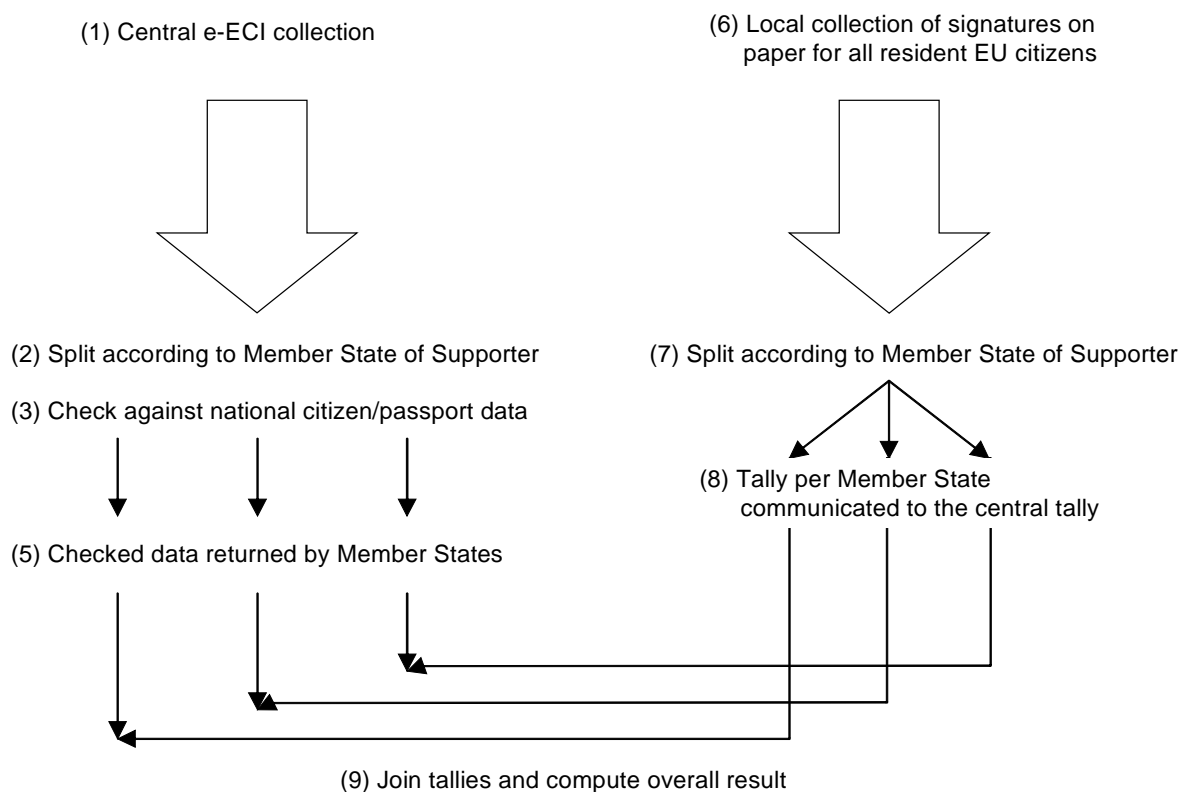 (1) Central e-ECI collection
(6) Local collection of signatures on
paper for all resident EU citizens
(2) Split according to Member State of Supporter
(7) Split according to Member State of Supporter
(3) Check against national citizen/passport data
(8) Tally per Member State
communicated to the central tally
(5) Checked data returned by Member States
(9) Join tallies and compute overall result